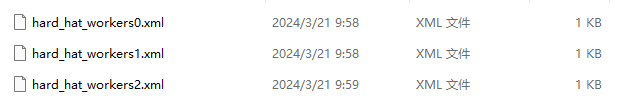 hard_hat_workers0.xml 2024/3/21 9:58 XML 文件 1 KB
hard_hat_workers1.xml 2024/3/21 9:58 XML 文件 1 KB
hard_hat_workers2.xml 2024/3/21 9:59 XML 文件 1 KB